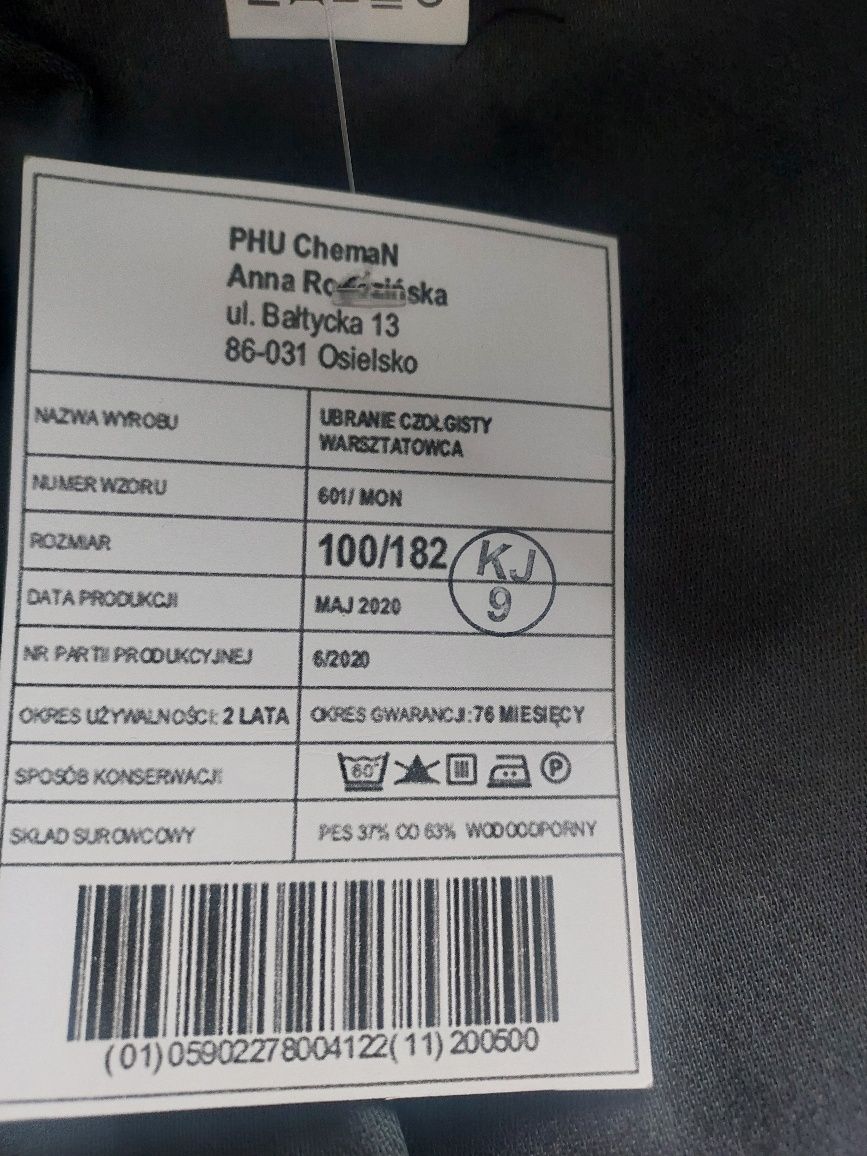 PHU ChemaN
Anna
ul. Bałtycka 13
86-031 Osielsko
NAZWA WYROBU
UBRANIE CZOŁGISTY
WARSZTATOWCA
NUMER WZORU
601/ MON
ROZMIAR
100/182
KJ
9
DATA PRODUKCJI
MAJ 2020
NR PARTII PRODUKCYJNEJ
6/2020
OKRES UŻYWALNOŚCI: 2 LATA
OKRES GWARANCJI:76 MIESIĘCY
SPOSÓB KONSERWACJI
60°
P
SKŁAD SUROWCOWY
PES 37% CO 63% WODOODPORNY
(01)05902278004122(11)200500